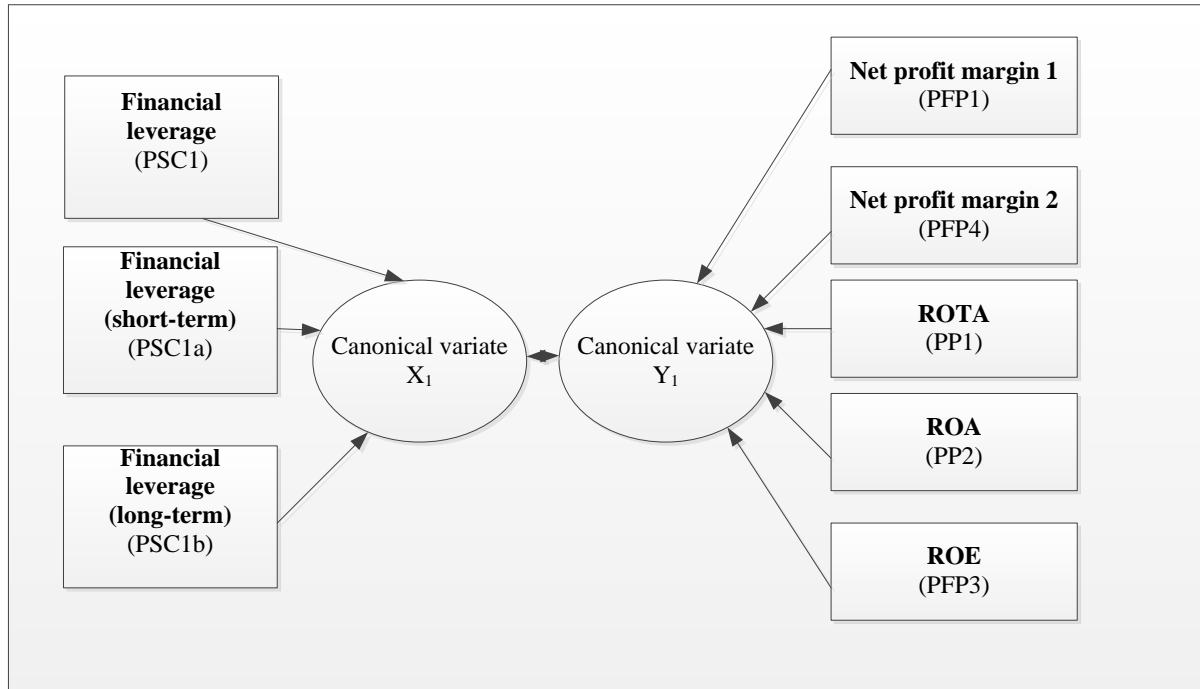 Financial
leverage
(PSC1)
Financial
leverage
(short-term)
(PSC1a)
Financial
leverage
(long-term)
(PSC1b)
Canonical variate
X₁
Canonical variate
Y₁
Net profit margin 1
(PFP1)
Net profit margin 2
(PFP4)
ROTA
(PP1)
ROA
(PP2)
ROE
(PFP3)